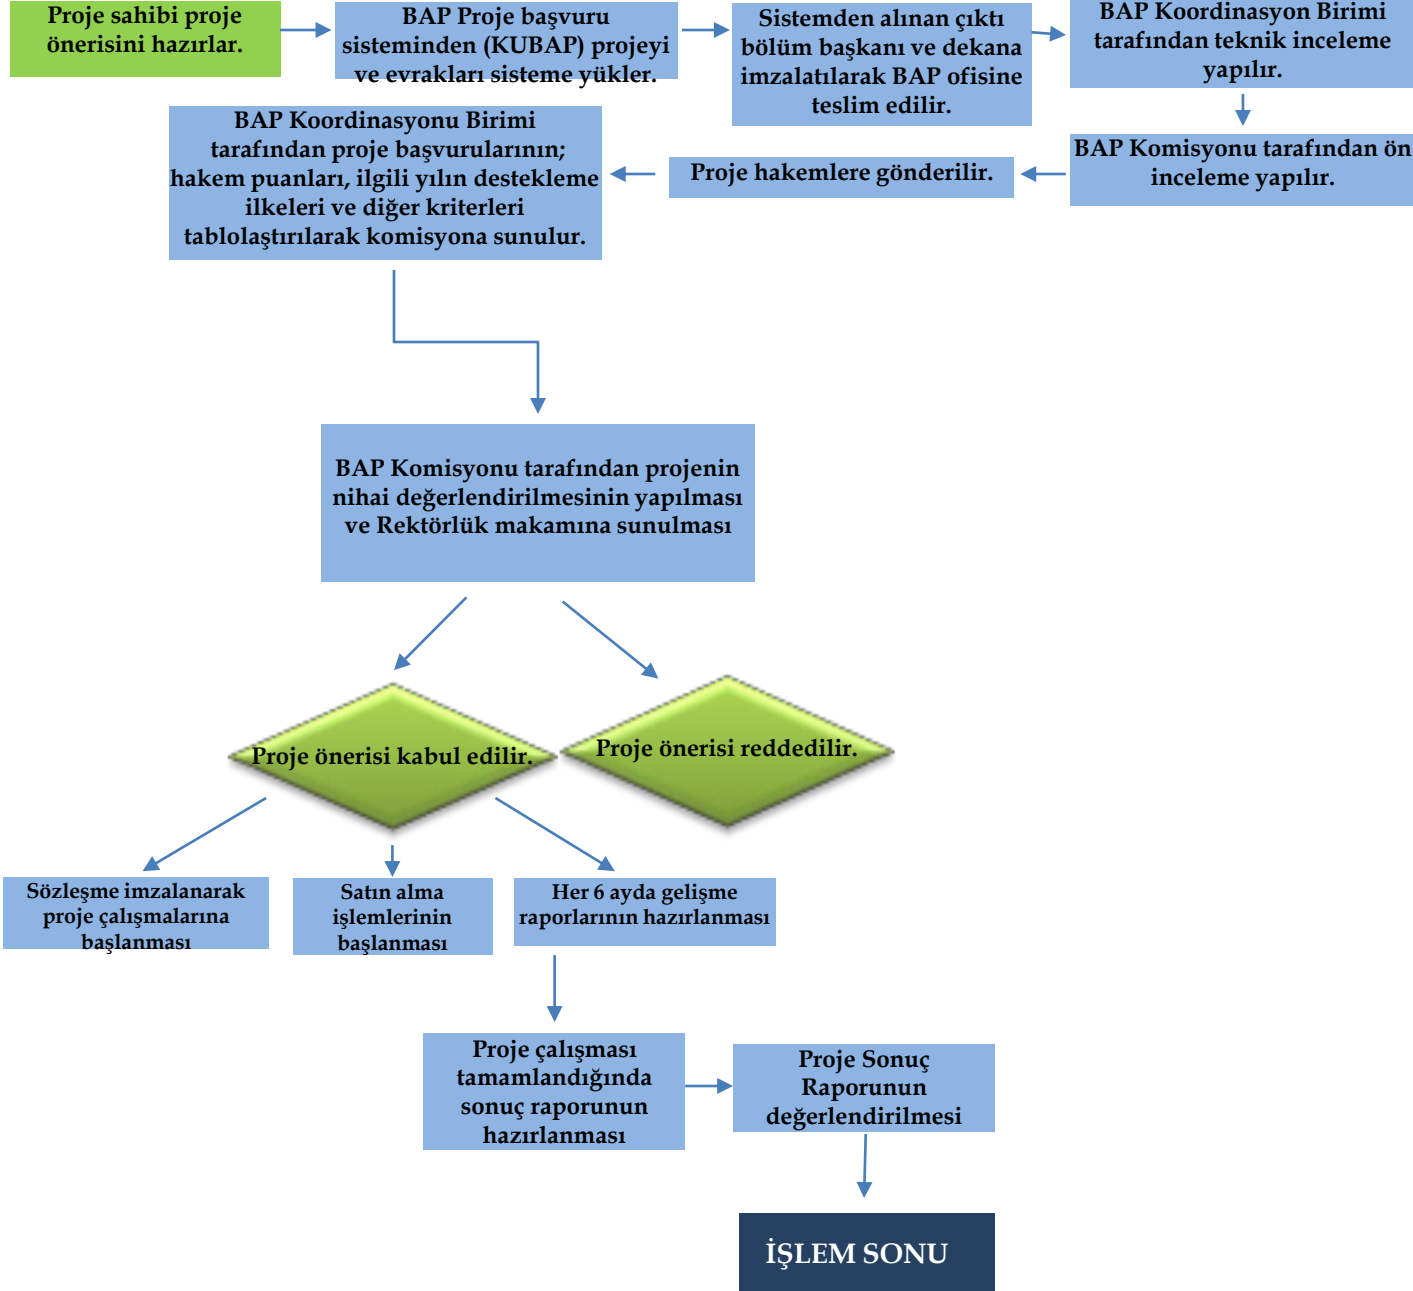 Proje sahibi proje
önerisini hazırlar.
BAP Proje başvuru
sisteminden (KUBAP) projeyi
ve evrakları sisteme yükler.
Sistemden alınan çıktı
bölüm başkanı ve dekana
imzalatılarak BAP ofisine
teslim edilir.
BAP Koordinasyon Birimi
tarafından teknik inceleme
yapılır.
BAP Komisyonu tarafından ön
inceleme yapılır.
Proje hakemlere gönderilir.
BAP Koordinasyonu Birimi
tarafından proje başvurularının;
hakem puanları, ilgili yılın destekleme
ilkeleri ve diğer kriterleri
tablolaştırılarak komisyona sunulur.
BAP Komisyonu tarafından projenin
nihai değerlendirilmesinin yapılması
ve Rektörlük makamına sunulması
Proje önerisi kabul edilir.
Proje önerisi reddedilir.
Sözleşme imzalanarak
proje çalışmalarına
başlanması
Satın alma
işlemlerinin
başlanması
Her 6 ayda gelişme
raporlarının hazırlanması
Proje çalışması
tamamlandığında
sonuç raporunun
hazırlanması
Proje Sonuç
Raporunun
değerlendirilmesi
İŞLEM SONU